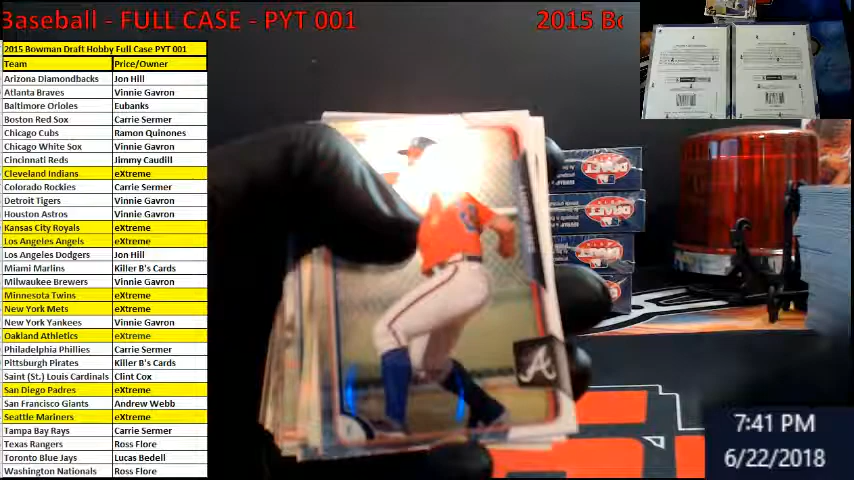 Baseball - FULL CASE - PYT 001
2015 Bo
2015 Bowman Draft Hobby Full Case PYT 001
Team Price/Owner
Arizona Diamondbacks Jon Hill
Atlanta Braves Vinnie Gavron
Baltimore Orioles Eubanks
Boston Red Sox Carrie Sermer
Chicago Cubs Ramon Quinones
Chicago White Sox Vinnie Gavron
Cincinnati Reds Jimmy Caudill
Cleveland Indians eXtreme
Colorado Rockies Carrie Sermer
Detroit Tigers Vinnie Gavron
Houston Astros Vinnie Gavron
Kansas City Royals eXtreme
Los Angeles Angels eXtreme
Los Angeles Dodgers Jon Hill
Miami Marlins Killer B's Cards
Milwaukee Brewers Vinnie Gavron
Minnesota Twins eXtreme
New York Mets eXtreme
New York Yankees Vinnie Gavron
Oakland Athletics eXtreme
Philadelphia Phillies Carrie Sermer
Pittsburgh Pirates Killer B's Cards
Saint (St.) Louis Cardinals Clint Cox
San Diego Padres eXtreme
San Francisco Giants Andrew Webb
Seattle Mariners eXtreme
Tampa Bay Rays Carrie Sermer
Texas Rangers Ross Flore
Toronto Blue Jays Lucas Bedell
Washington Nationals Ross Flore
A
DRAFT
DRAFT
DRAFT
7:41 PM
6/22/2018